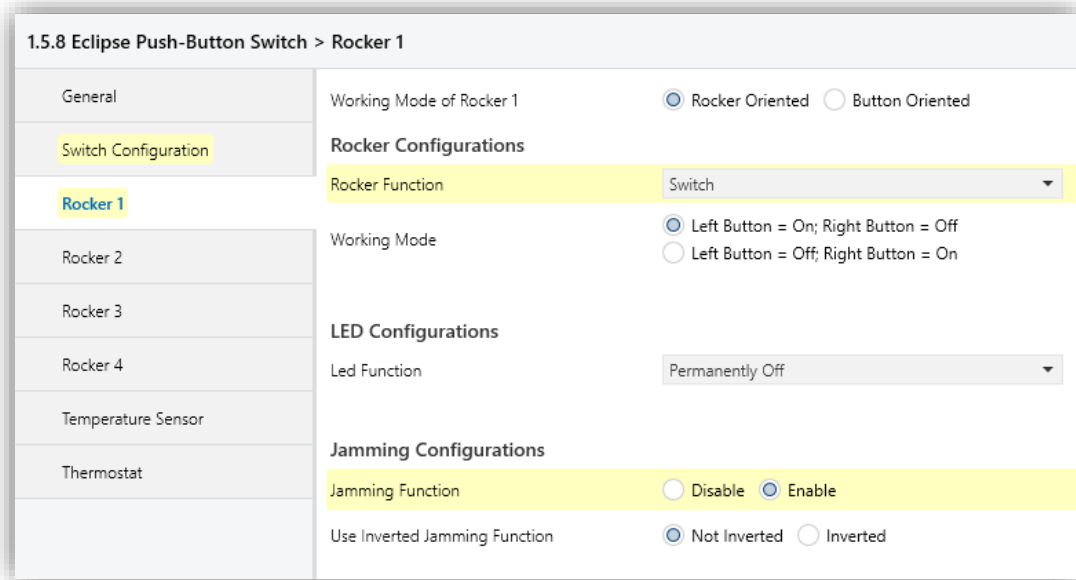 1.5.8 Eclipse Push-Button Switch > Rocker 1
General
Switch Configuration
Rocker 1
Rocker 2
Rocker 3
Rocker 4
Temperature Sensor
Thermostat
Working Mode of Rocker 1 Rocker Oriented Button Oriented
Rocker Configurations
Rocker Function Switch
Working Mode Left Button = On; Right Button = Off
Left Button = Off; Right Button = On
LED Configurations
Led Function Permanently Off
Jamming Configurations
Jamming Function Disable Enable
Use Inverted Jamming Function Not Inverted Inverted